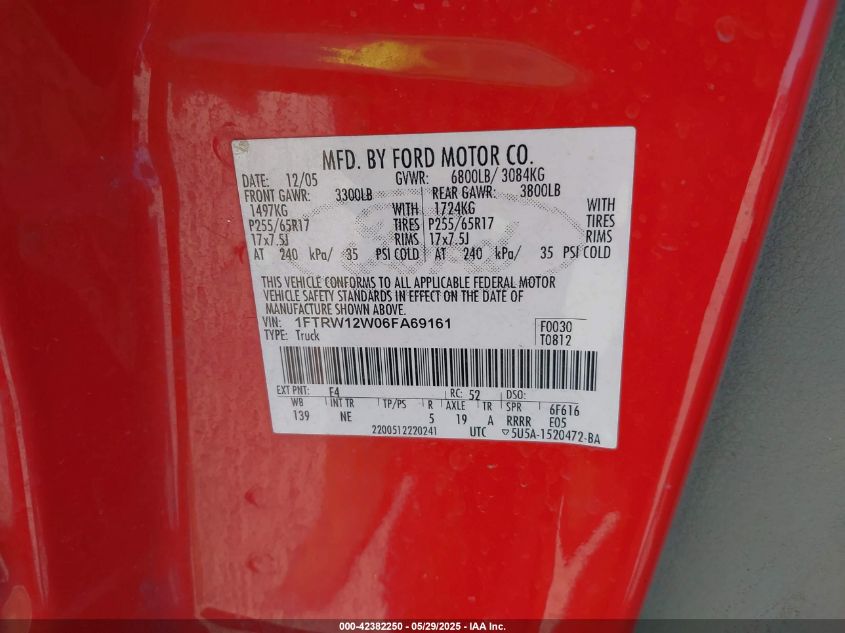 MFD. BY FORD MOTOR CO.
DATE: 12/05 GVWR: 6800LB/ 3084KG
FRONT GAWR: 3300LB REAR GAWR: 3800LB
1497KG WITH 1724KG WITH
P255/65R17 TIRES P255/65R17 TIRES
17x7.5J RIMS 17x7.5J RIMS
AT 240 kPa/ 35 PSI COLD AT 240 kPa/ 35 PSI COLD
THIS VEHICLE CONFORMS TO ALL APPLICABLE FEDERAL MOTOR
VEHICLE SAFETY STANDARDS IN EFFECT ON THE DATE OF
MANUFACTURE SHOWN ABOVE.
VIN: 1FTRW12W06FA69161 F0030
TYPE: Truck T0812
EXT PNT: F4 RC: 52 DSO:
WB INT TR TP/PS R AXLE TR SPR 6F616
139 NE 5 19 A RRRR E05
2200512220241 UTC 5U5A-1520472-BA
000-42382250 - 05/29/2025 - IAA Inc.